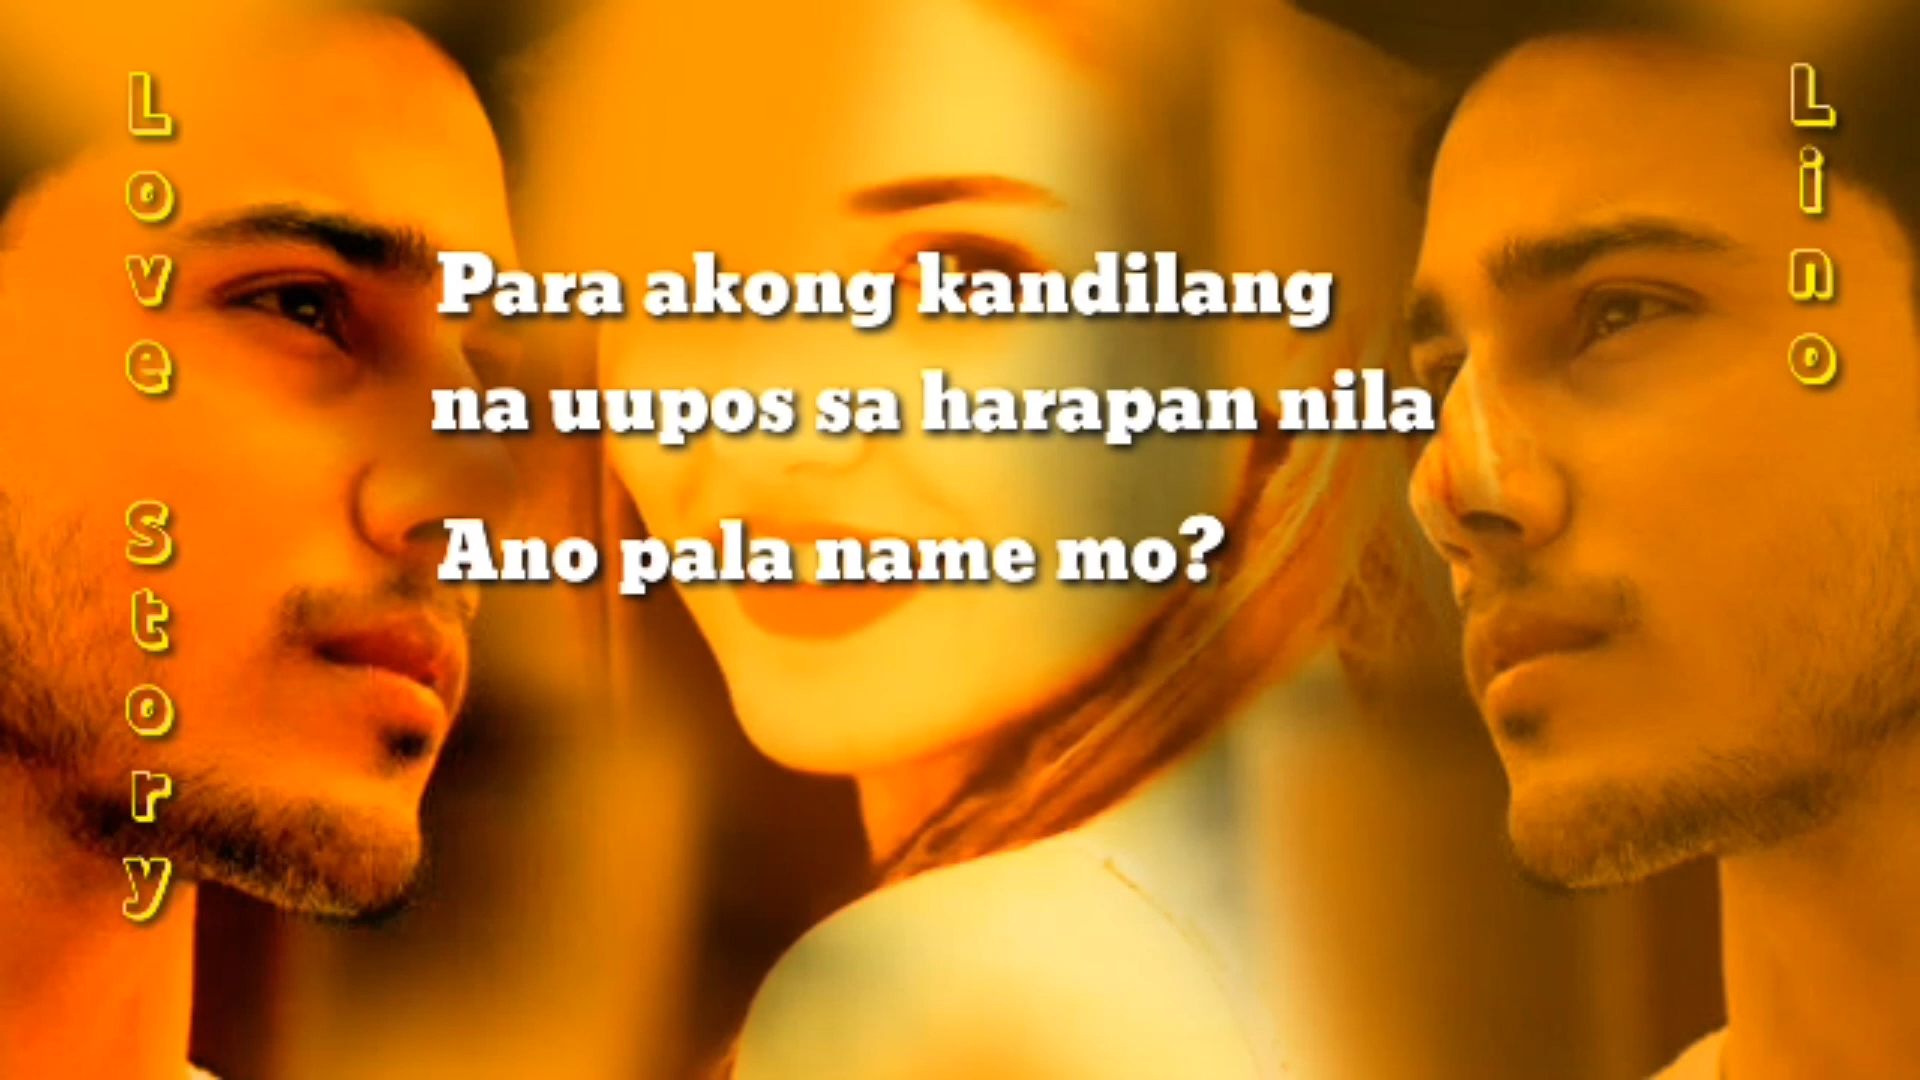 Love Story
Lino
Para akong kandilang
na uupos sa harapan nila
Ano pala name mo?